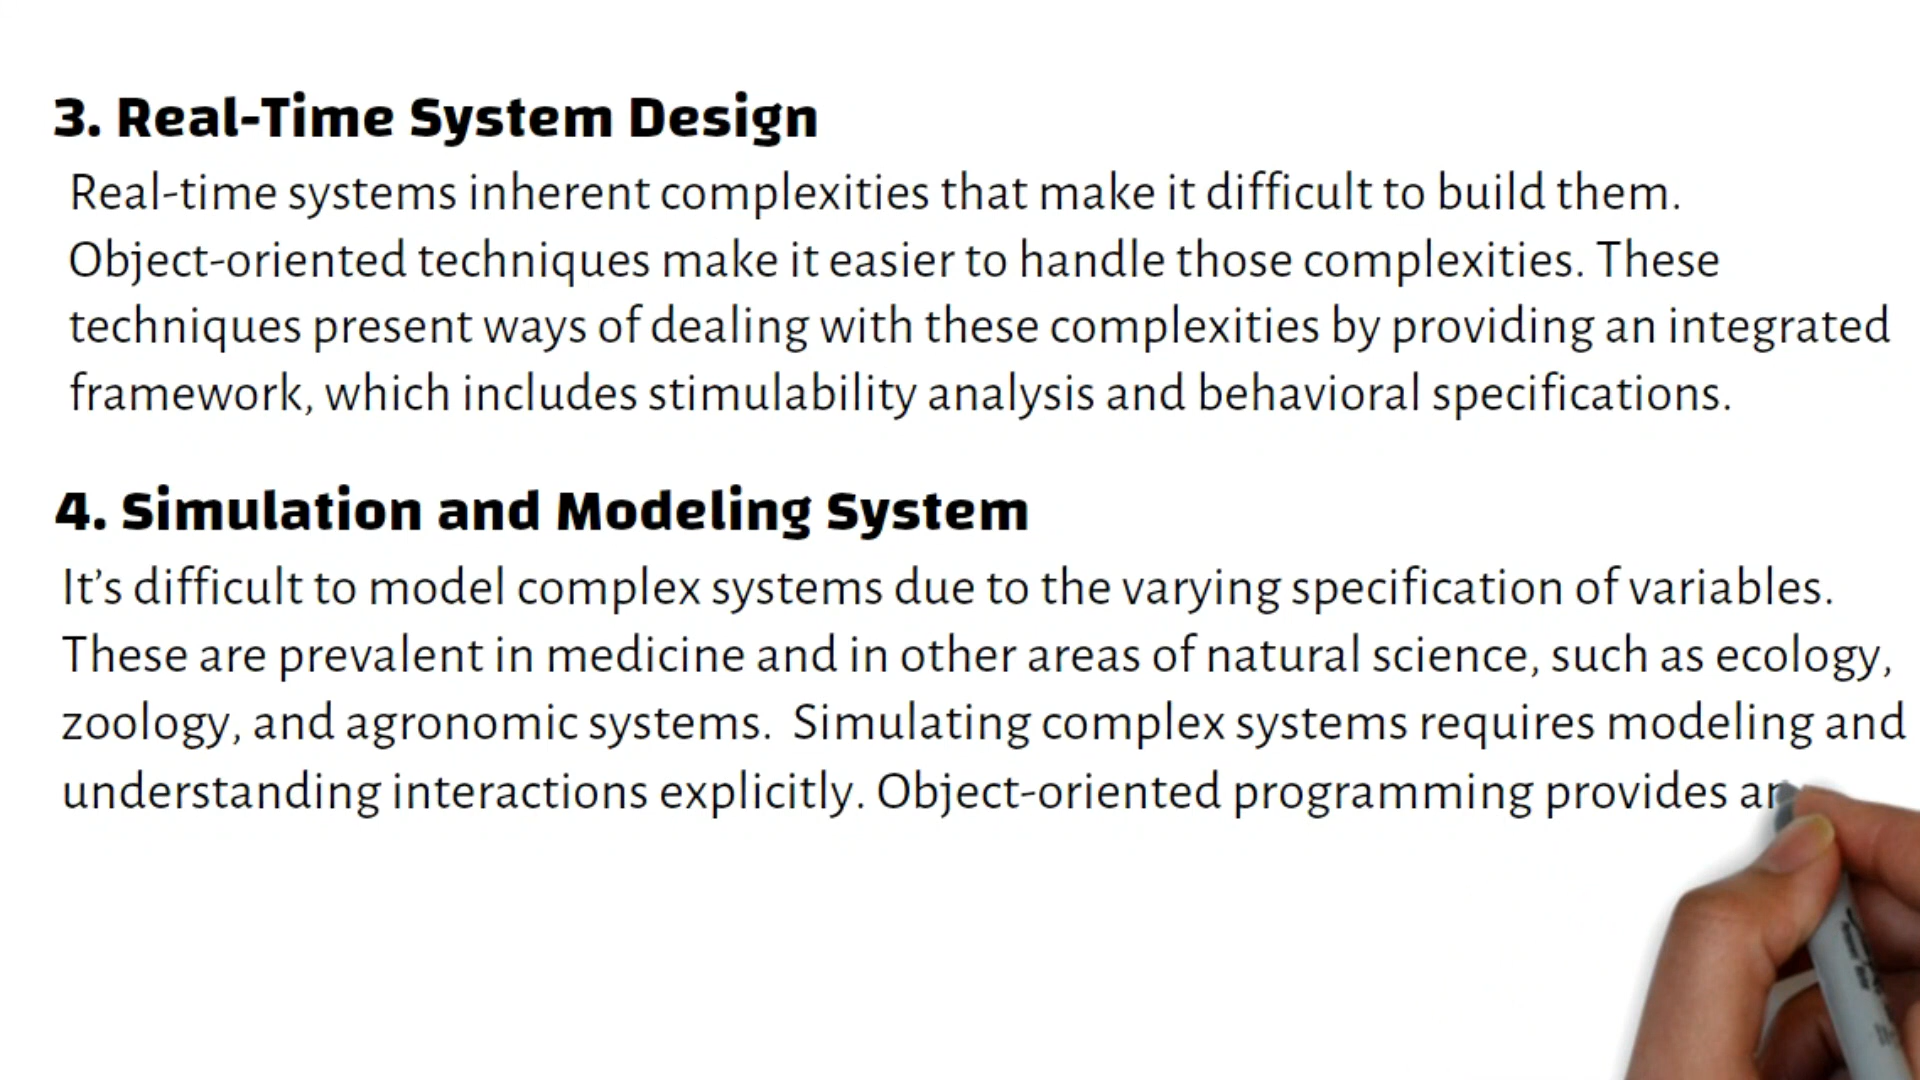 3. Real-Time System Design
Real-time systems inherent complexities that make it difficult to build them.
Object-oriented techniques make it easier to handle those complexities. These
techniques present ways of dealing with these complexities by providing an integrated
framework, which includes stimulability analysis and behavioral specifications.
4. Simulation and Modeling System
It's difficult to model complex systems due to the varying specification of variables.
These are prevalent in medicine and in other areas of natural science, such as ecology,
zoology, and agronomic systems. Simulating complex systems requires modeling and
understanding interactions explicitly. Object-oriented programming provides